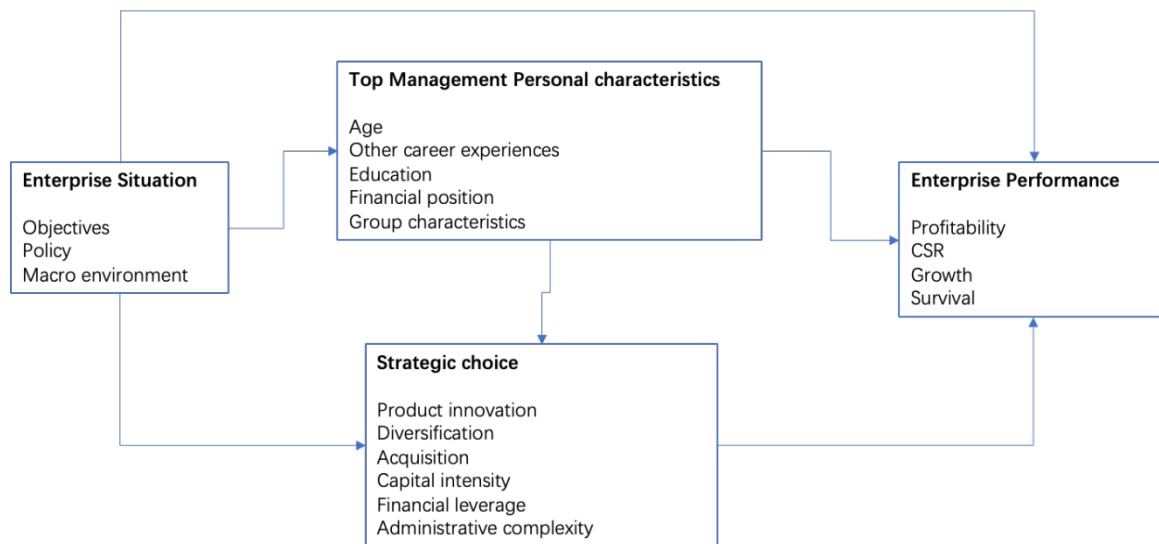 Top Management Personal characteristics
Age
Other career experiences
Education
Financial position
Group characteristics
Enterprise Situation
Objectives
Policy
Macro environment
Enterprise Performance
Profitability
CSR
Growth
Survival
Strategic choice
Product innovation
Diversification
Acquisition
Capital intensity
Financial leverage
Administrative complexity